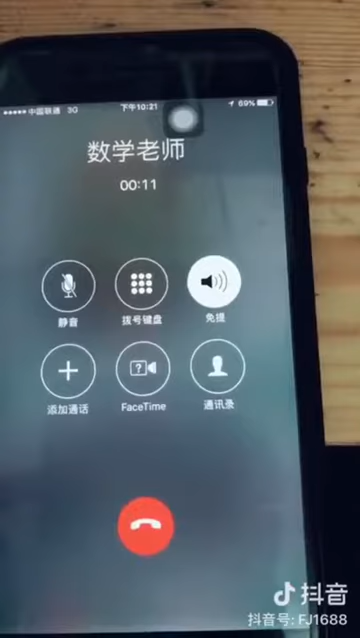 中国联通 3G 下午10:21 69%
数学老师
00:11
静音 拨号键盘 免提
添加通话 FaceTime 通讯录
抖音
抖音号: FJ1688